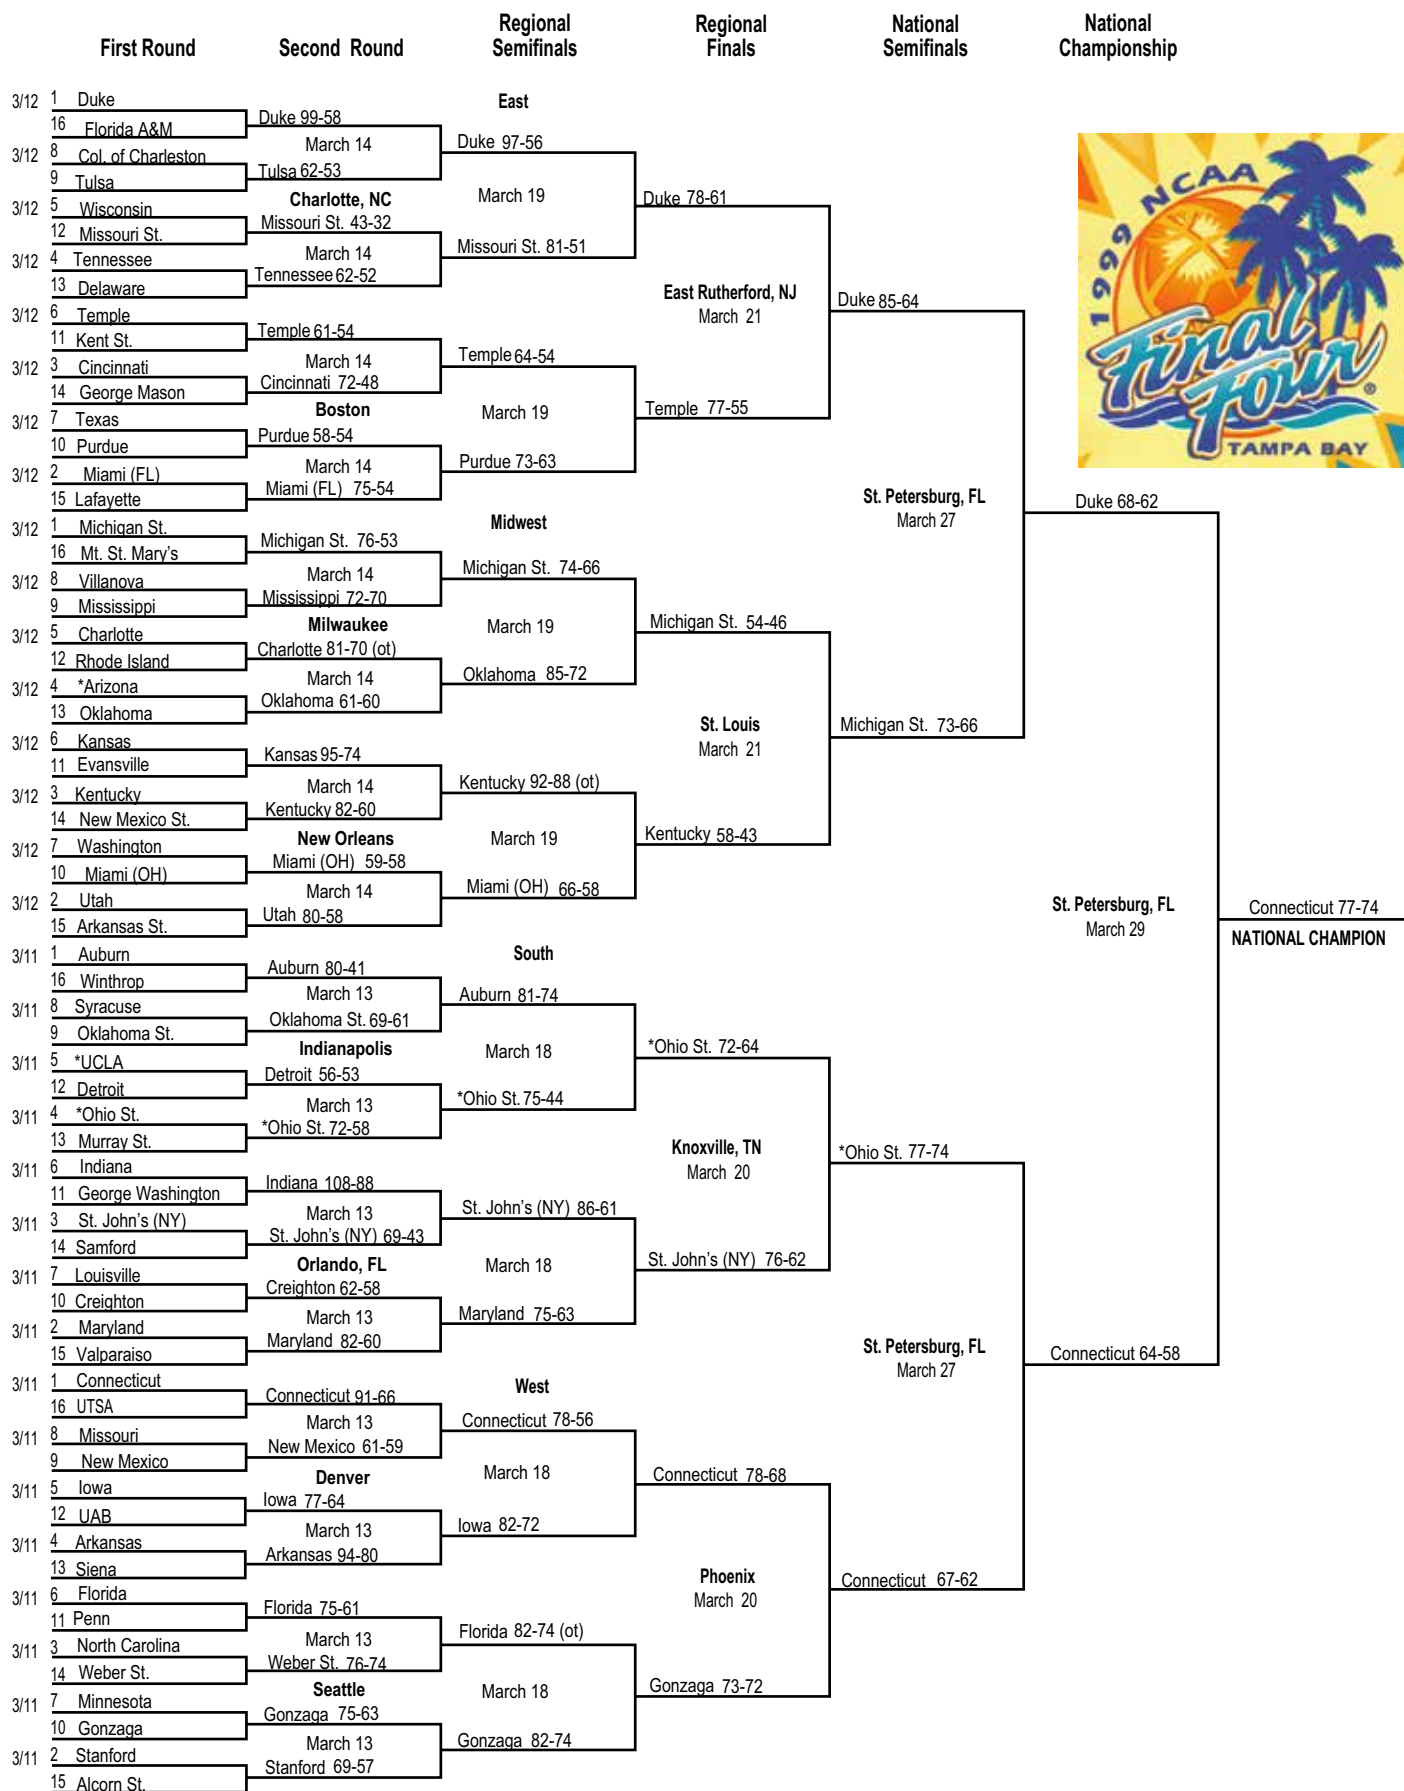 First Round
Second Round
Regional Semifinals
Regional Finals
National Semifinals
National Championship
East
3/12 1 Duke
16 Florida A&M
3/12 8 Col. of Charleston
9 Tulsa
3/12 5 Wisconsin
12 Missouri St.
3/12 4 Tennessee
13 Delaware
3/12 6 Temple
11 Kent St.
3/12 3 Cincinnati
14 George Mason
3/12 7 Texas
10 Purdue
3/12 2 Miami (FL)
15 Lafayette
3/12 1 Michigan St.
16 Mt. St. Mary's
3/12 8 Villanova
9 Mississippi
3/12 5 Charlotte
12 Rhode Island
3/12 4 *Arizona
13 Oklahoma
3/12 6 Kansas
11 Evansville
3/12 3 Kentucky
14 New Mexico St.
3/12 7 Washington
10 Miami (OH)
3/12 2 Utah
15 Arkansas St.
3/11 1 Auburn
16 Winthrop
3/11 8 Syracuse
9 Oklahoma St.
3/11 5 *UCLA
12 Detroit
3/11 4 *Ohio St.
13 Murray St.
3/11 6 Indiana
11 George Washington
3/11 3 St. John's (NY)
14 Samford
3/11 7 Louisville
10 Creighton
3/11 2 Maryland
15 Valparaiso
3/11 1 Connecticut
16 UTSA
3/11 8 Missouri
9 New Mexico
3/11 5 Iowa
12 UAB
3/11 4 Arkansas
13 Siena
3/11 6 Florida
11 Penn
3/11 3 North Carolina
14 Weber St.
3/11 7 Minnesota
10 Gonzaga
3/11 2 Stanford
15 Alcorn St.
Duke 99-58
March 14
Tulsa 62-53
Charlotte, NC
Missouri St. 43-32
March 14
Tennessee 62-52
Temple 61-54
March 14
Cincinnati 72-48
Boston
Purdue 58-54
March 14
Miami (FL) 75-54
Michigan St. 76-53
March 14
Mississippi 72-70
Milwaukee
Charlotte 81-70 (ot)
March 14
Oklahoma 61-60
Kansas 95-74
March 14
Kentucky 82-60
New Orleans
Miami (OH) 59-58
March 14
Utah 80-58
Auburn 80-41
March 13
Oklahoma St. 69-61
Indianapolis
Detroit 56-53
March 13
*Ohio St. 72-58
Indiana 108-88
March 13
St. John's (NY) 69-43
Orlando, FL
Creighton 62-58
March 13
Maryland 82-60
Connecticut 91-66
March 13
New Mexico 61-59
Denver
Iowa 77-64
March 13
Arkansas 94-80
Florida 75-61
March 13
Weber St. 76-74
Seattle
Gonzaga 75-63
March 13
Stanford 69-57
Duke 97-56
March 19
Missouri St. 81-51
Temple 64-54
March 19
Purdue 73-63
Midwest
Michigan St. 74-66
March 19
Oklahoma 85-72
Kentucky 92-88 (ot)
March 19
Miami (OH) 66-58
South
Auburn 81-74
March 18
*Ohio St. 75-44
St. John's (NY) 86-61
March 18
Maryland 75-63
West
Connecticut 78-56
March 18
Iowa 82-72
Florida 82-74 (ot)
March 18
Gonzaga 82-74
Duke 78-61
East Rutherford, NJ
March 21
Temple 77-55
Michigan St. 54-46
St. Louis
March 21
Kentucky 58-43
*Ohio St. 72-64
Knoxville, TN
March 20
St. John's (NY) 76-62
Connecticut 78-68
Phoenix
March 20
Gonzaga 73-72
Duke 85-64
St. Petersburg, FL
March 27
Michigan St. 73-66
*Ohio St. 77-74
St. Petersburg, FL
March 27
Connecticut 67-62
1999 NCAA
Final
Four®
TAMPA BAY
Duke 68-62
St. Petersburg, FL
March 29
Connecticut 64-58
Connecticut 77-74
NATIONAL CHAMPION